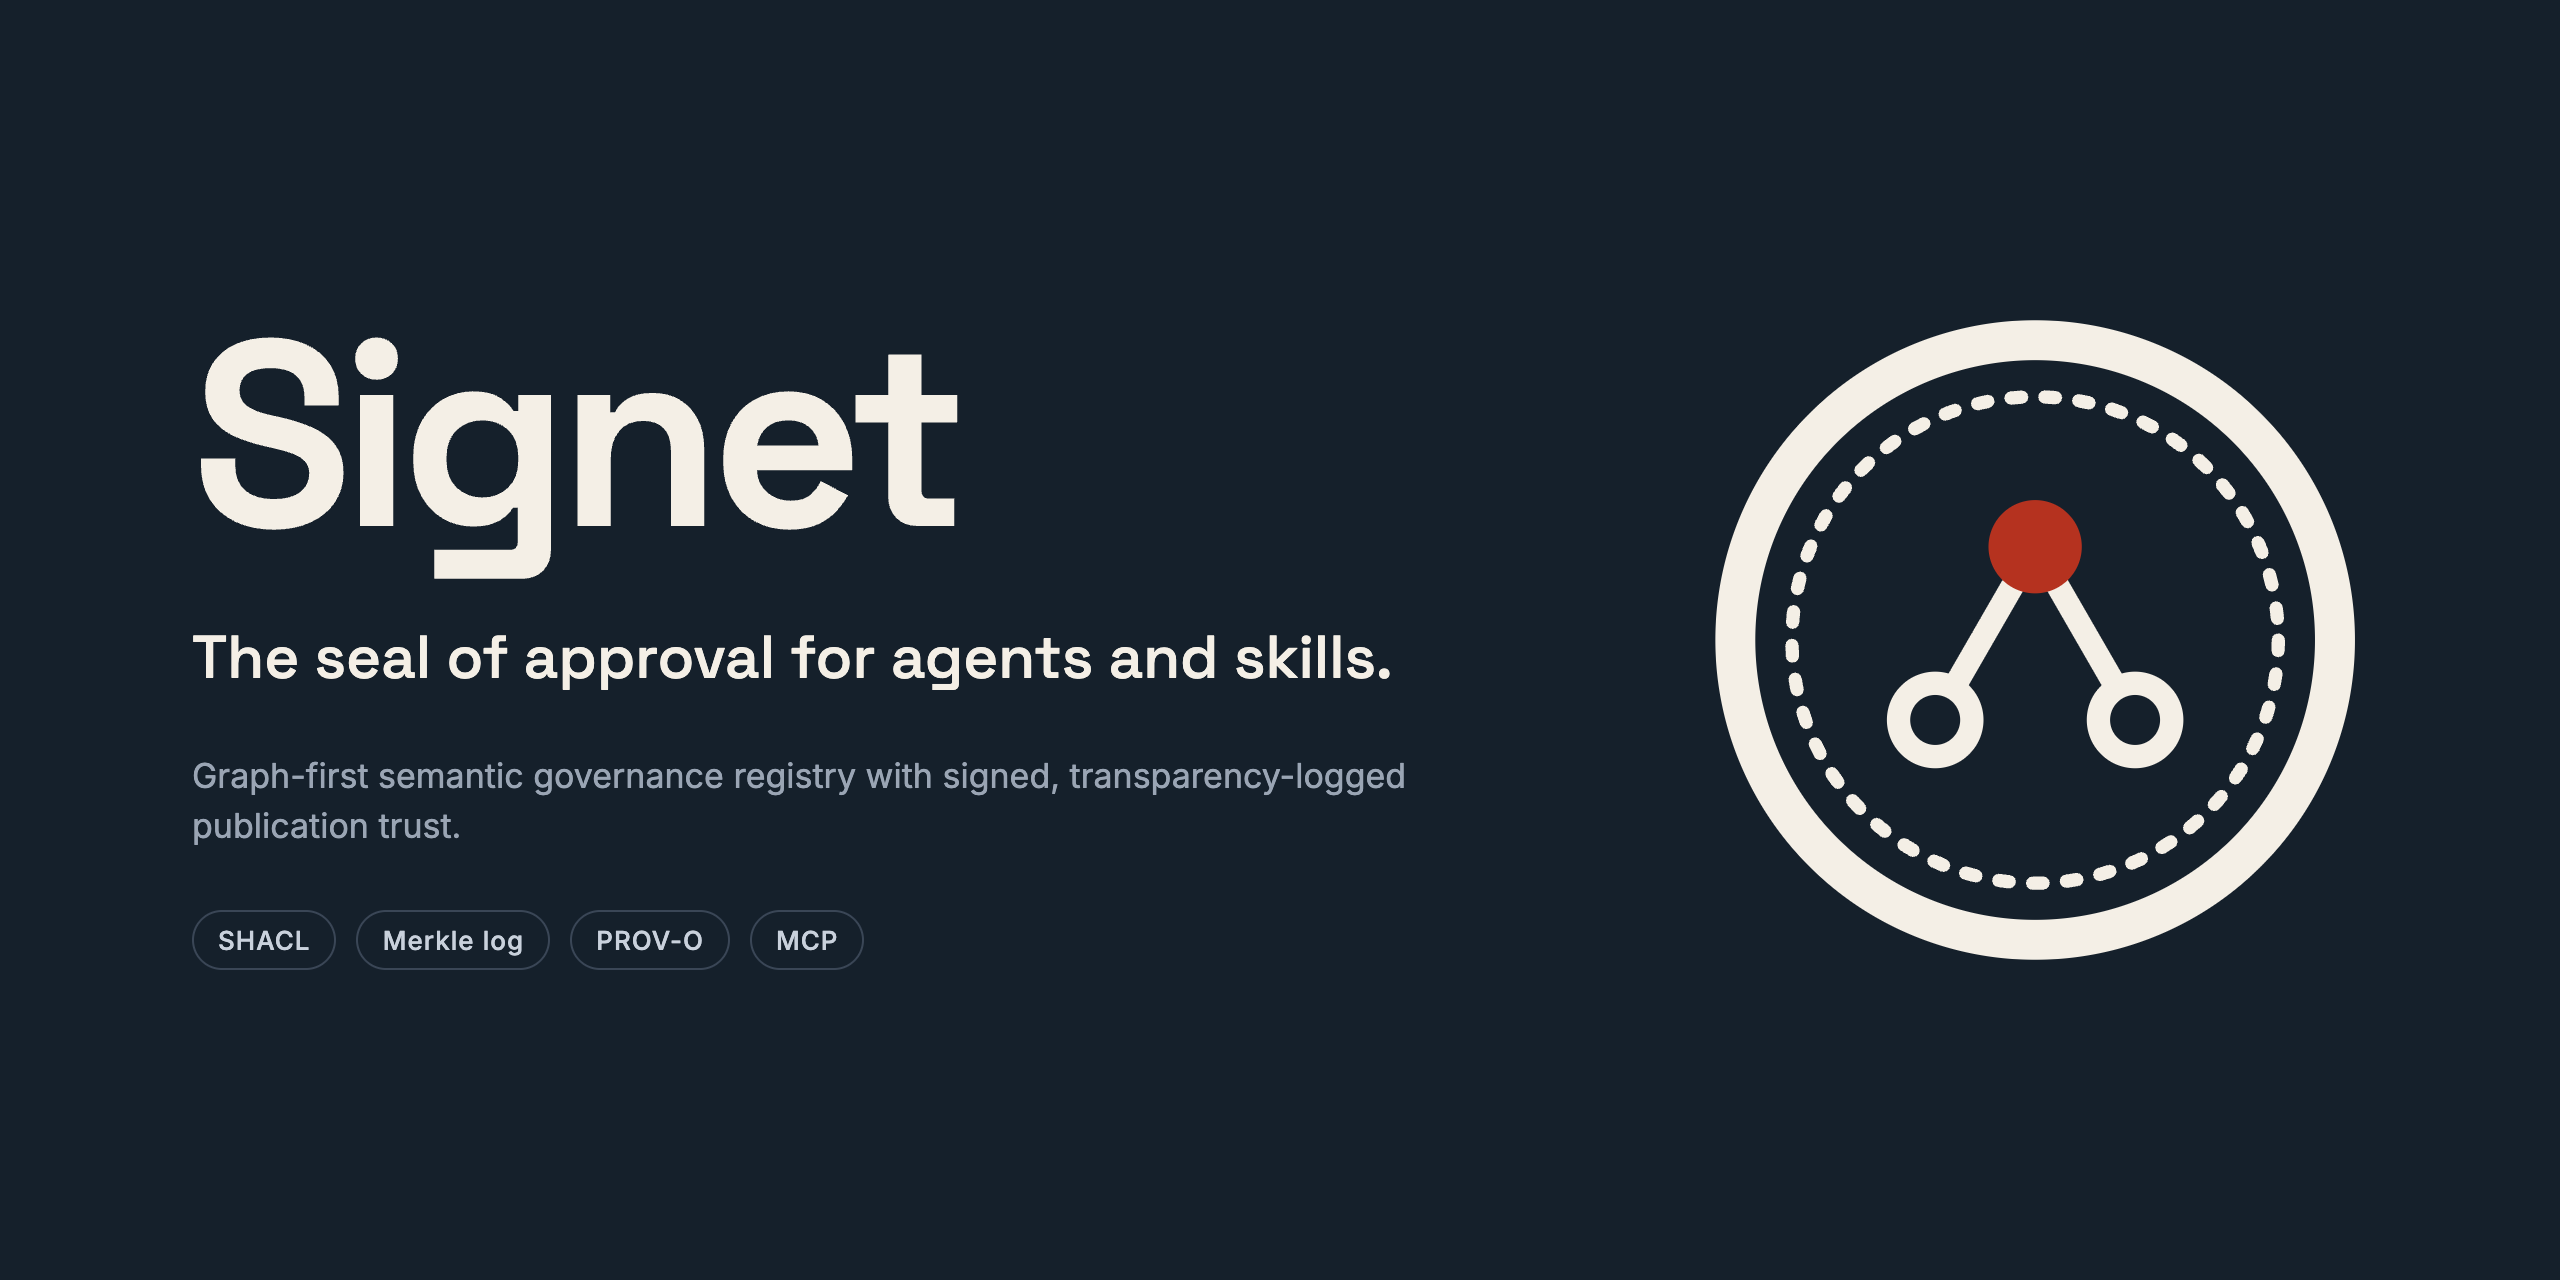 Signet
The seal of approval for agents and skills.
Graph-first semantic governance registry with signed, transparency-logged
publication trust.
SHACL
Merkle log
PROV-O
MCP